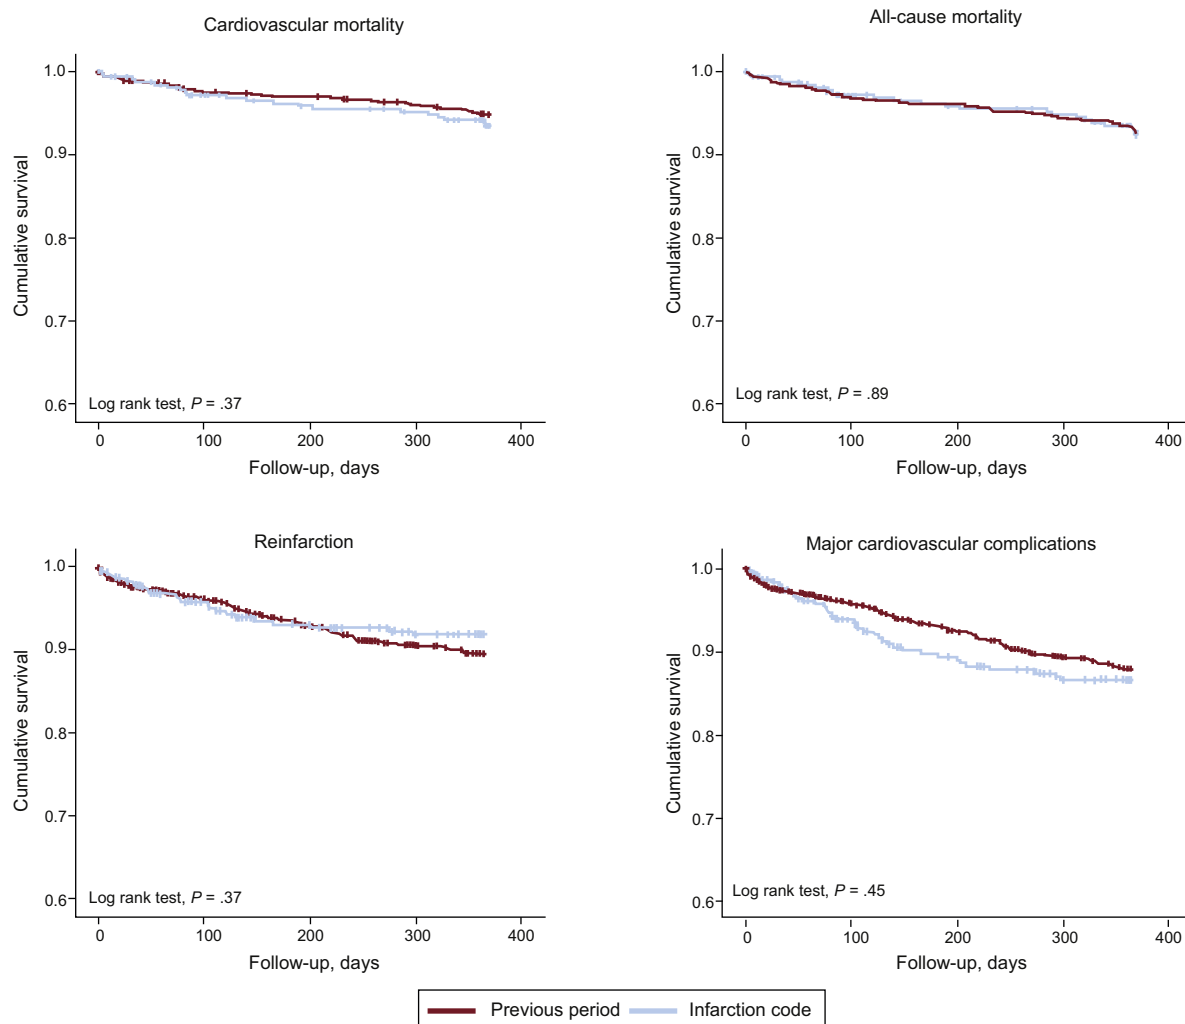 Cardiovascular mortality
Cumulative survival
1.0
0.9
0.8
0.7
0.6
Log rank test, P = .37
0 100 200 300 400
Follow-up, days
All-cause mortality
Cumulative survival
1.0
0.9
0.8
0.7
0.6
Log rank test, P = .89
0 100 200 300 400
Follow-up, days
Reinfarction
Cumulative survival
1.0
0.9
0.8
0.7
0.6
Log rank test, P = .37
0 100 200 300 400
Follow-up, days
Major cardiovascular complications
Cumulative survival
1.0
0.9
0.8
0.7
0.6
Log rank test, P = .45
0 100 200 300 400
Follow-up, days
Previous period Infarction code